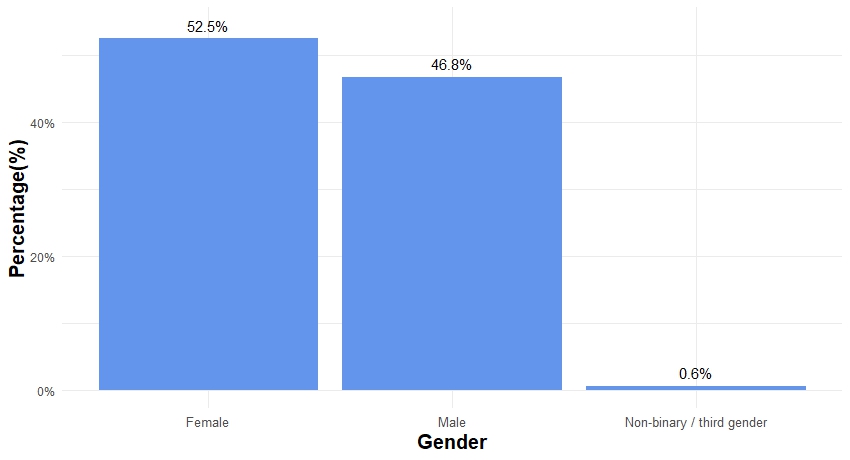 52.5%
46.8%
0.6%
40%
20%
0%
Percentage(%)
Female
Male
Non-binary / third gender
Gender